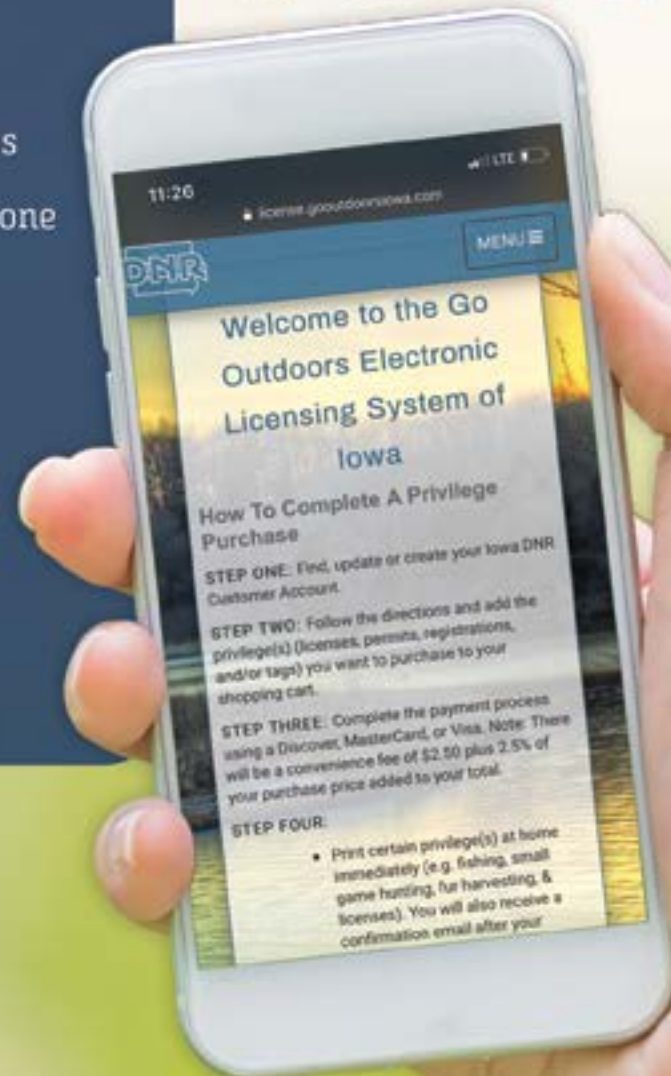 s
one
11:26
LTE
license.gooutdoorsiowa.com
DNR
MENU
Welcome to the Go
Outdoors Electronic
Licensing System of
Iowa
How To Complete A Privilege
Purchase
STEP ONE: Find, update or create your Iowa DNR
Customer Account.
STEP TWO: Follow the directions and add the
privilege(s) (licenses, permits, registrations,
and/or tags) you want to purchase to your
shopping cart.
STEP THREE: Complete the payment process
using a Discover, MasterCard, or Visa. Note: There
will be a convenience fee of $2.50 plus 2.5% of
your purchase price added to your total.
STEP FOUR:
• Print certain privilege(s) at home
immediately (e.g. fishing, small
game hunting, fur harvesting, &
licenses). You will also receive a
confirmation email after your